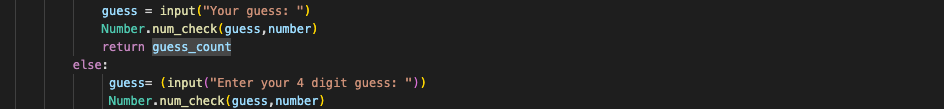 guess = input("Your guess: ")
Number.num_check(guess,number)
return guess_count
else:
guess= (input("Enter your 4 digit guess: "))
Number.num_check(guess,number)